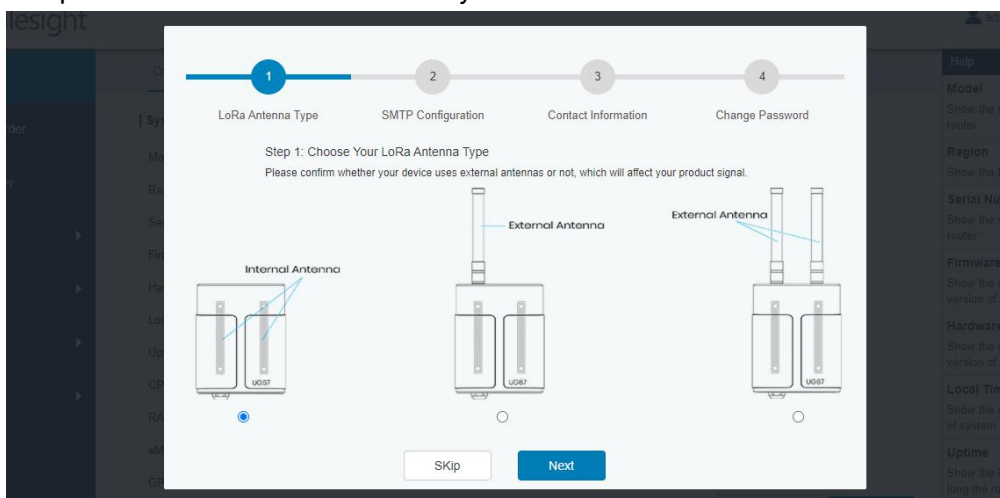 1
2
3
4
LoRa Antenna Type
SMTP Configuration
Contact Information
Change Password
Step 1: Choose Your LoRa Antenna Type
Please confirm whether your device uses external antennas or not, which will affect your product signal.
Internal Antenna
External Antenna
External Antenna
UG67
UG67
UG67
SKip
Next
Help
Model
Show the
router
Region
Show the
Serial Nu
Show the
router
Firmware
Show the
version of
Hardware
Show the
version of
Local Tim
Show the
of system
Uptime
Show the
long the